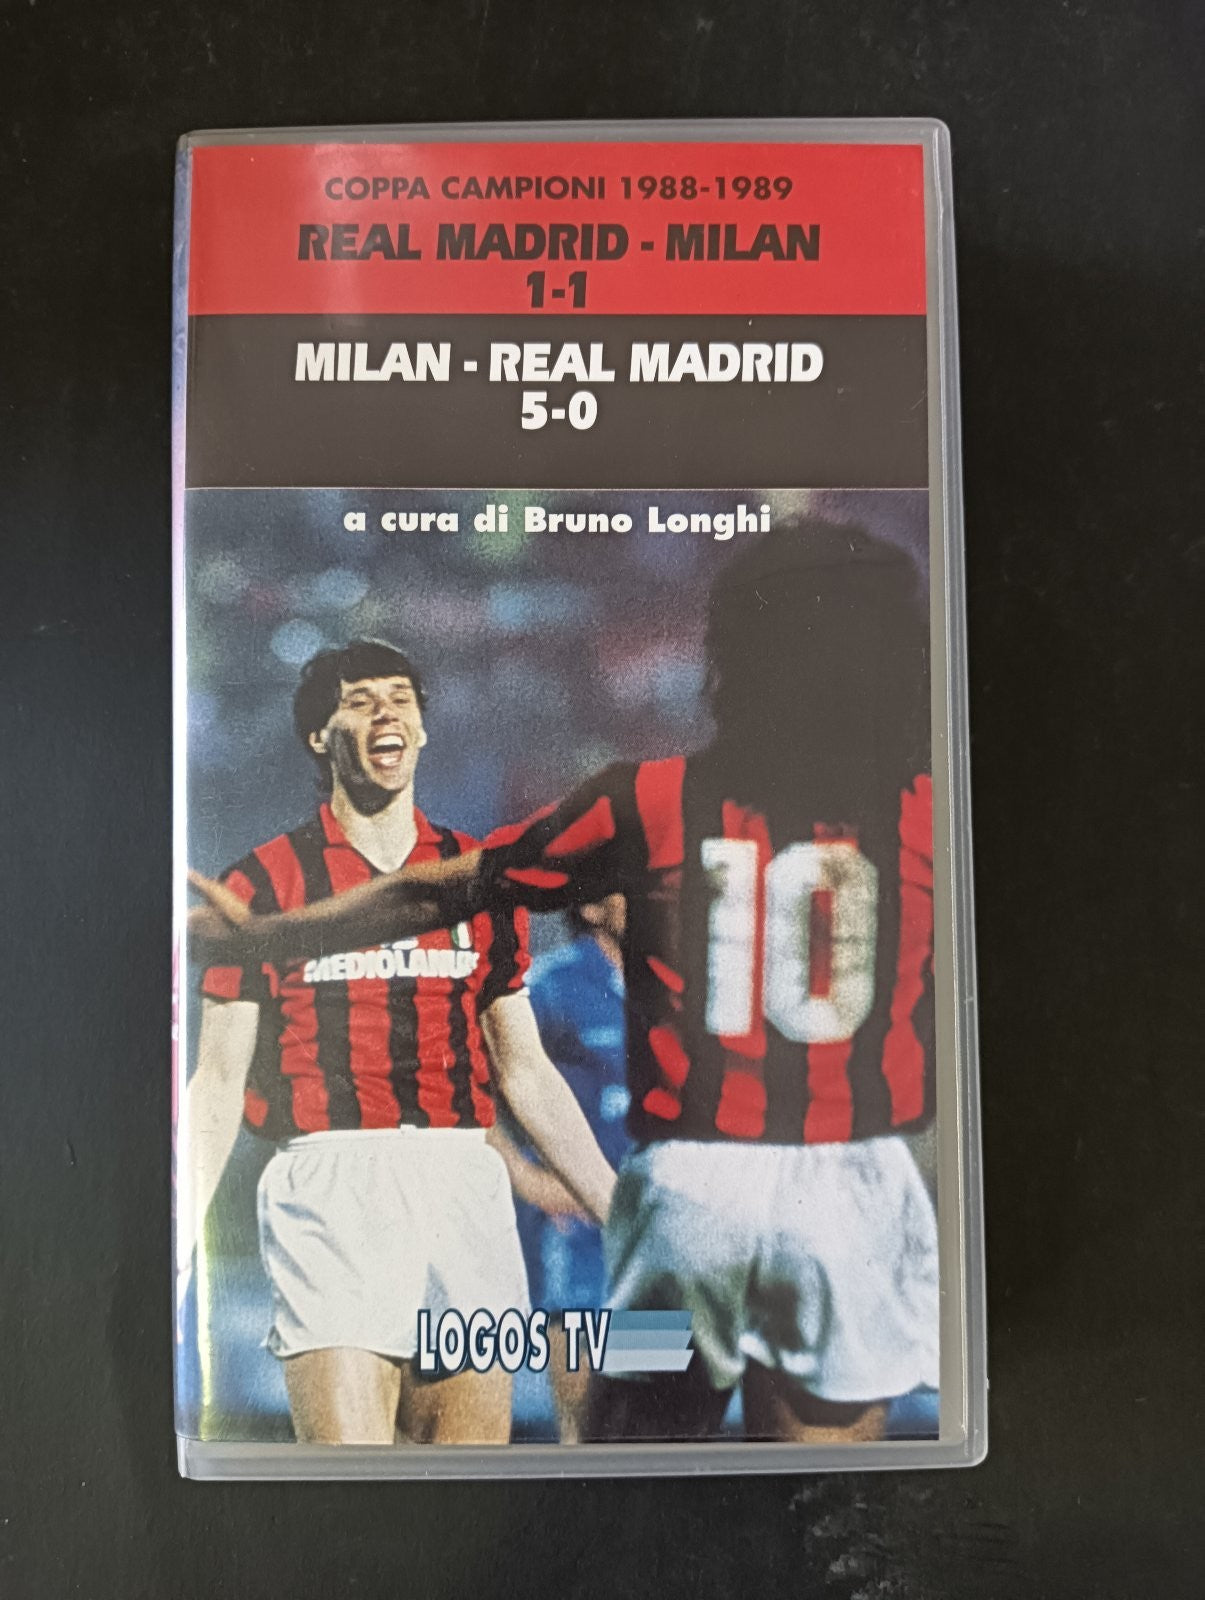 COPPA CAMPIONI 1988-1989
REAL MADRID - MILAN
1-1
MILAN - REAL MADRID
5-0
a cura di Bruno Longhi
MEDIOLANUM
10
LOGOS TV